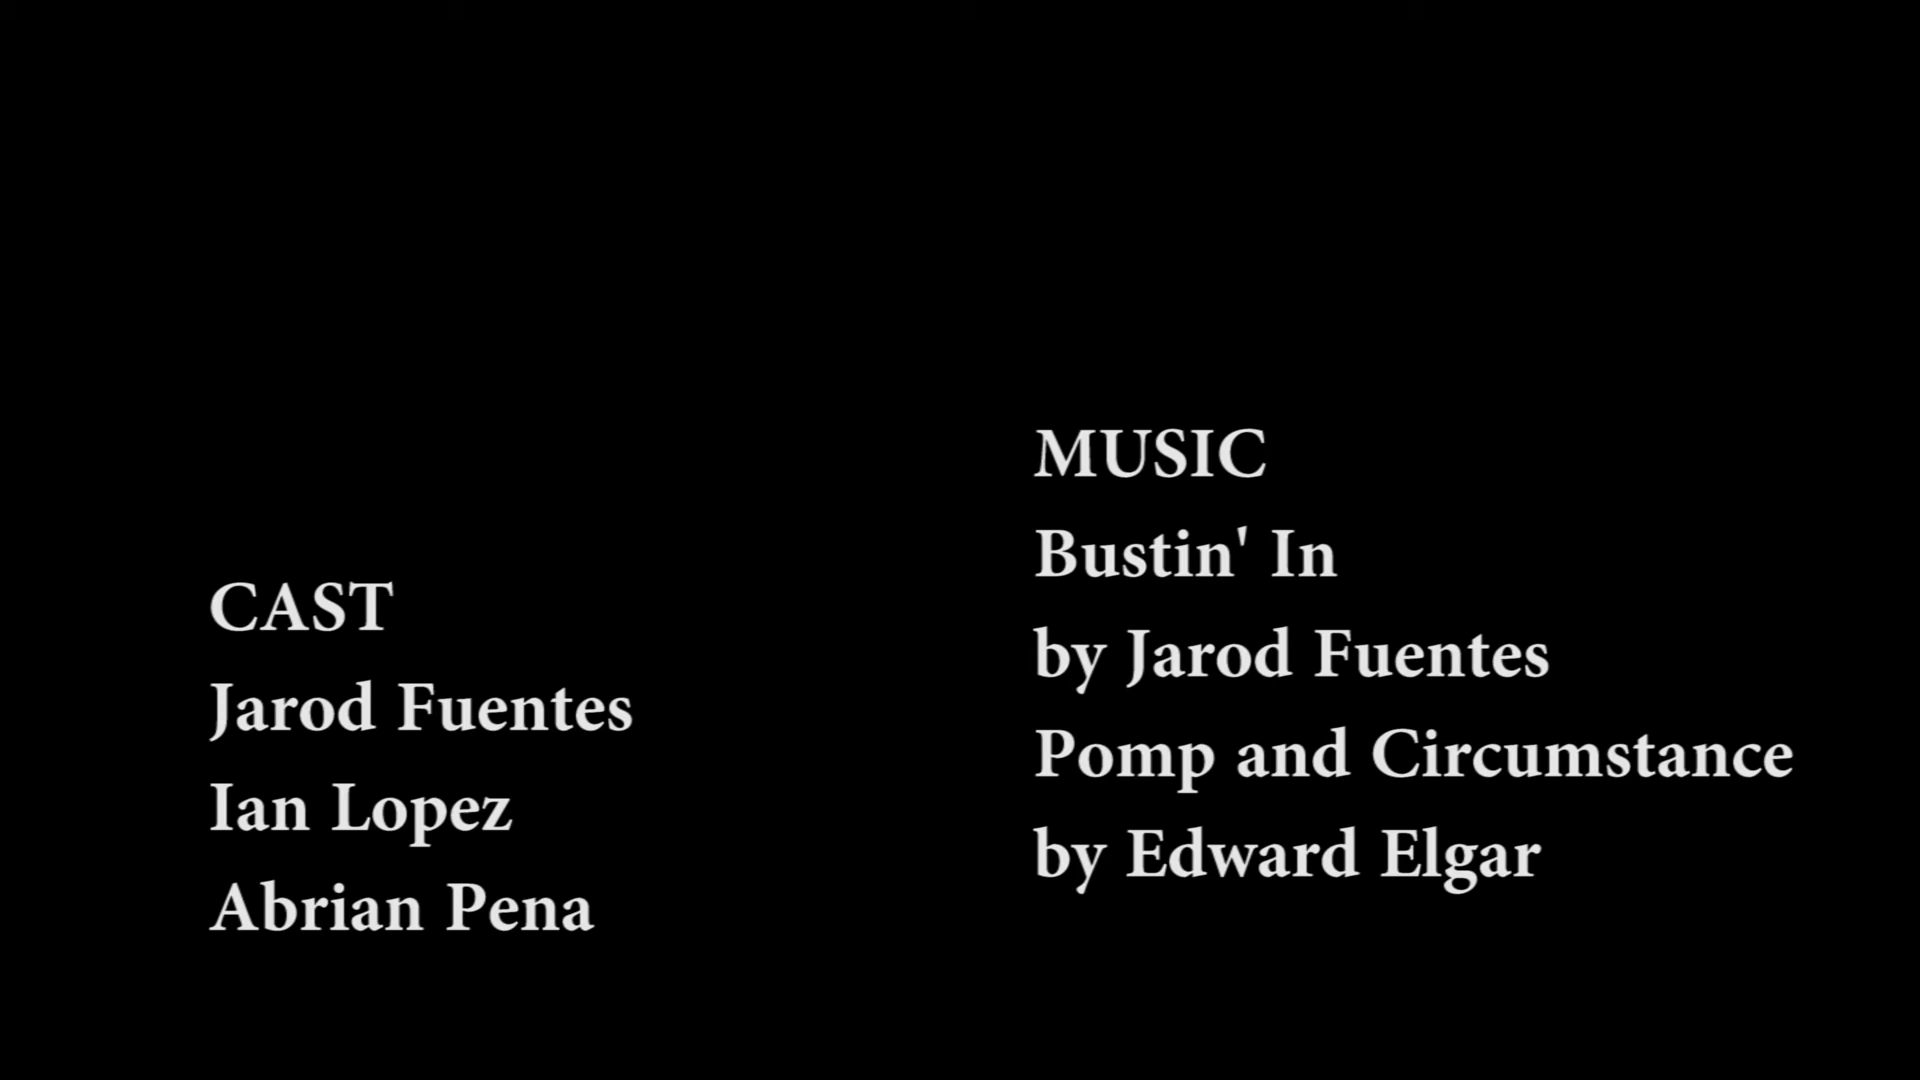 CAST
Jarod Fuentes
Ian Lopez
Abrian Pena
MUSIC
Bustin' In
by Jarod Fuentes
Pomp and Circumstance
by Edward Elgar